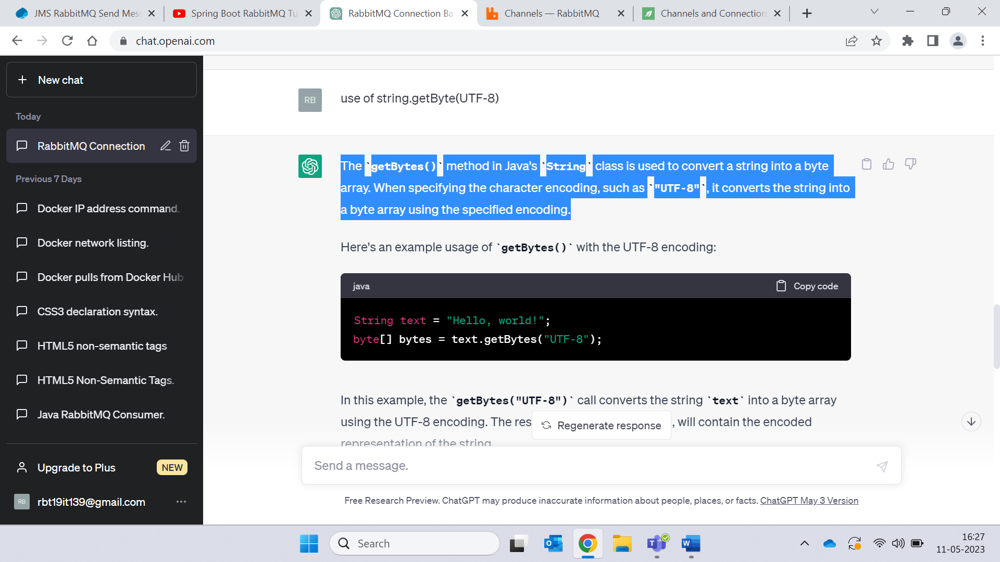 JMS RabbitMQ Send Mess
Spring Boot RabbitMQ Tu
RabbitMQ Connection Ba
Channels — RabbitMQ
Channels and Connection
chat.openai.com
New chat
Today
RabbitMQ Connection
Previous 7 Days
Docker IP address command.
Docker network listing.
Docker pulls from Docker Hub
CSS3 declaration syntax.
HTML5 non-semantic tags
HTML5 Non-Semantic Tags.
Java RabbitMQ Consumer.
Upgrade to Plus NEW
RB rbt19it139@gmail.com
RB use of string.getByte(UTF-8)
The `getBytes()` method in Java's `String` class is used to convert a string into a byte
array. When specifying the character encoding, such as `"UTF-8"`, it converts the string into
a byte array using the specified encoding.
Here's an example usage of `getBytes()` with the UTF-8 encoding:
java Copy code
String text = "Hello, world!";
byte[] bytes = text.getBytes("UTF-8");
In this example, the `getBytes("UTF-8")` call converts the string `text` into a byte array
using the UTF-8 encoding. The res Regenerate response , will contain the encoded
representation of the string
Send a message.
Free Research Preview. ChatGPT may produce inaccurate information about people, places, or facts. ChatGPT May 3 Version
Search
16:27
11-05-2023